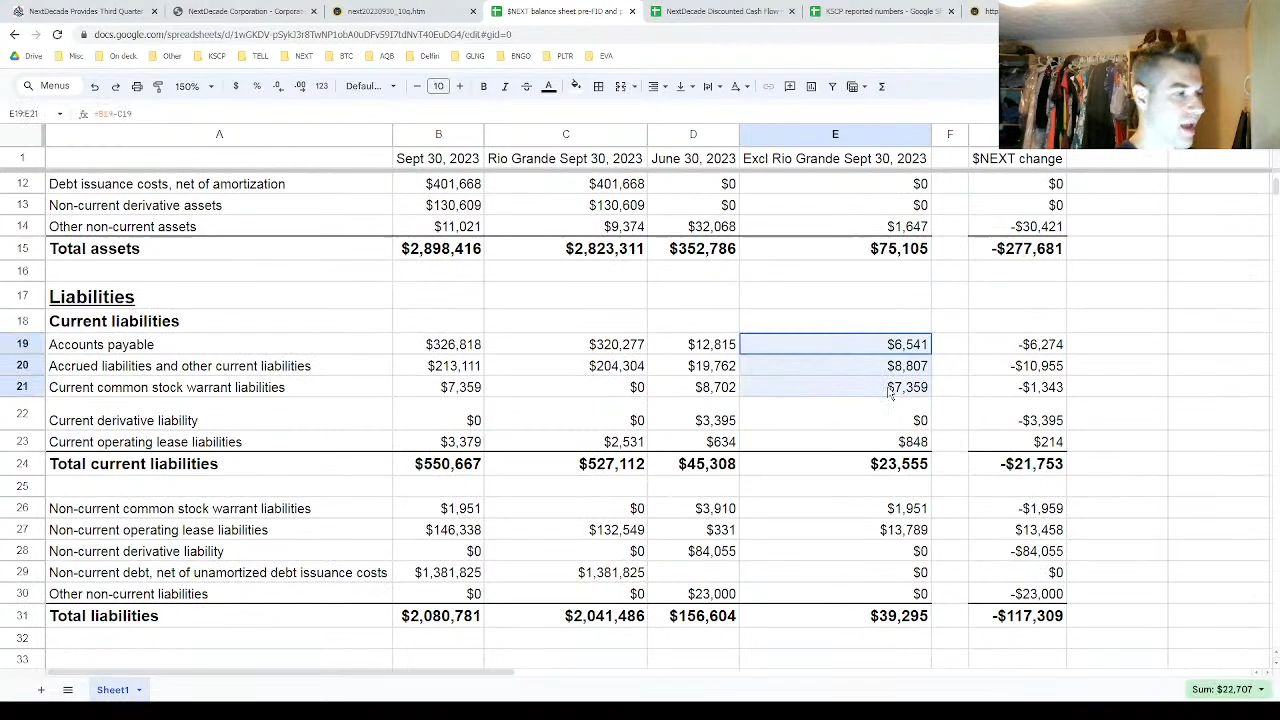 NextDecade Provides Third Quarter
NextDecade Corporation - Corporat
next20230930_10q.htm
$NEXT balance sheet pre-FID and p
NextDecade Discounted Cash Flow
KSCP reported numbers - Google S
docs.google.com/spreadsheets/d/
/edit#gid=0
Drive
Misc
On deck
Other
KSCP
TELL
NEXT
BTC
AQB
Delfin
GLNG
BNGO
PLTR
EVA
Menus
150%
$
%
.0
.00
123
Defaul...
10
B
I
A
E19:E21
fx
=B19-C19
A
B
C
D
E
F
1
Sept 30, 2023
Rio Grande Sept 30, 2023
June 30, 2023
Excl Rio Grande Sept 30, 2023
$NEXT change
12 Debt issuance costs, net of amortization $401,668 $401,668 $0 $0 $0
13 Non-current derivative assets $130,609 $130,609 $0 $0 $0
14 Other non-current assets $11,021 $9,374 $32,068 $1,647 -$30,421
15 Total assets $2,898,416 $2,823,311 $352,786 $75,105 -$277,681
16
17 Liabilities
18 Current liabilities
19 Accounts payable $326,818 $320,277 $12,815 $6,541 -$6,274
20 Accrued liabilities and other current liabilities $213,111 $204,304 $19,762 $8,807 -$10,955
21 Current common stock warrant liabilities $7,359 $0 $8,702 $7,359 -$1,343
22 Current derivative liability $0 $0 $3,395 $0 -$3,395
23 Current operating lease liabilities $3,379 $2,531 $634 $848 $214
24 Total current liabilities $550,667 $527,112 $45,308 $23,555 -$21,753
25
26 Non-current common stock warrant liabilities $1,951 $0 $3,910 $1,951 -$1,959
27 Non-current operating lease liabilities $146,338 $132,549 $331 $13,789 $13,458
28 Non-current derivative liability $0 $0 $84,055 $0 -$84,055
29 Non-current debt, net of unamortized debt issuance costs $1,381,825 $1,381,825 $0 $0
30 Other non-current liabilities $0 $0 $23,000 $0 -$23,000
31 Total liabilities $2,080,781 $2,041,486 $156,604 $39,295 -$117,309
32
33
Sheet1
Sum: $22,707